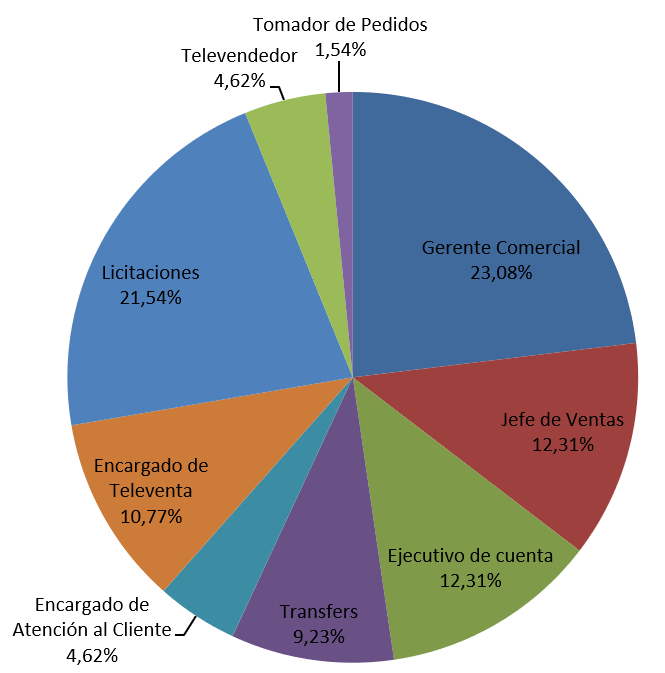 Tomador de Pedidos
1,54%
Televendedor
4,62%
Gerente Comercial
23,08%
Licitaciones
21,54%
Jefe de Ventas
12,31%
Encargado de
Televenta
10,77%
Ejecutivo de cuenta
12,31%
Encargado de
Atención al Cliente
4,62%
Transfers
9,23%